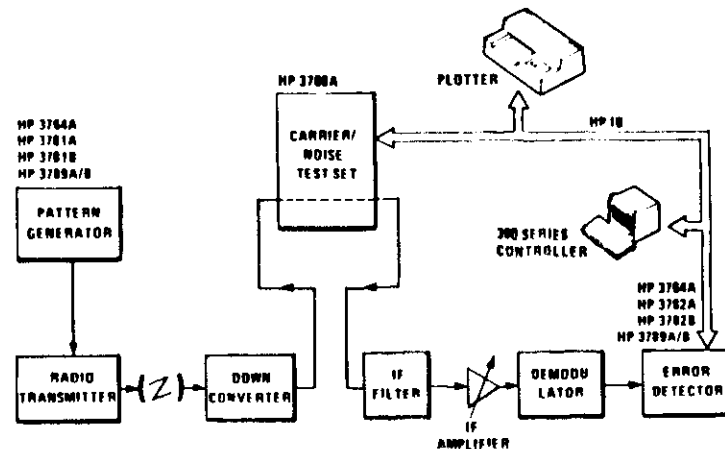 HP 3708A
CARRIER/
NOISE
TEST SET
PLOTTER
HP IB
HP 3764A
HP 3781A
HP 3781B
HP 3789A/B
PATTERN
GENERATOR
300 SERIES
CONTROLLER
HP 3764A
HP 3782A
HP 3782B
HP 3789A/B
RADIO
TRANSMITTER
DOWN
CONVERTER
IF
FILTER
IF
AMPLIFIER
DEMODU
LATOR
ERROR
DETECTOR